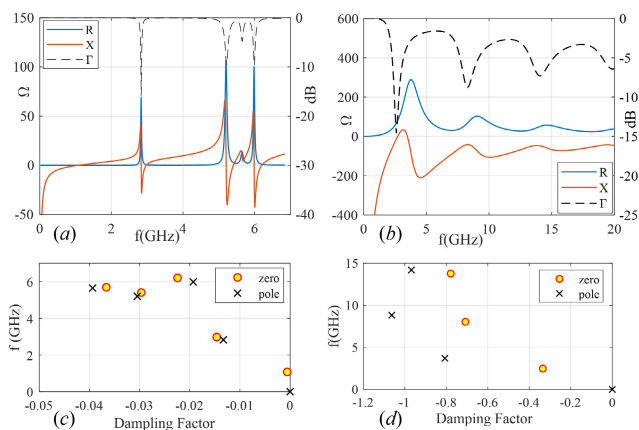 150
100
50
0
50
Ω
0
-10
-20
-30
-40
dB
R
X
Γ
0 2 4 6
(a) f(GHz)
600
400
200
0
-200
-400
Ω
0
-5
-10
-15
-20
-25
dB
R
X
Γ
0 5 10 15 20
(b) f(GHz)
6
4
2
0
f (GHz)
zero
pole
-0.05 -0.04 -0.03 -0.02 -0.01 0
(c) Dampling Factor
15
10
5
0
f(GHz)
zero
pole
-1.2 -1 -0.8 -0.6 -0.4 -0.2 0
(d) Damping Factor